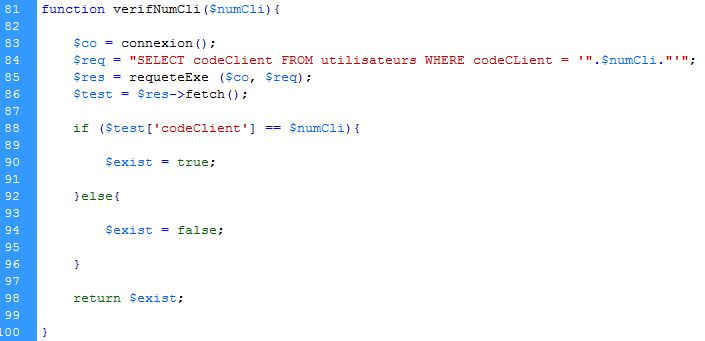 81 function verifNumCli($numCli){
82
83 $co = connexion();
84 $req = "SELECT codeClient FROM utilisateurs WHERE codeCLient = '".$numCli."'";
85 $res = requeteExe ($co, $req);
86 $test = $res->fetch();
87
88 if ($test['codeClient'] == $numCli){
89
90 $exist = true;
91
92 }else{
93
94 $exist = false;
95
96 }
97
98 return $exist;
99
100 }